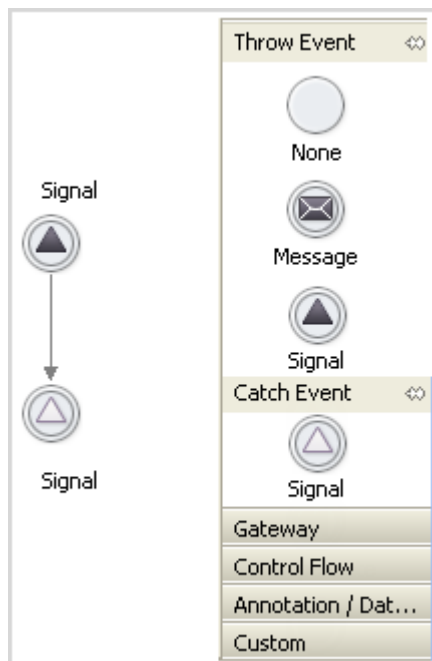 Signal
Signal
Throw Event
None
Message
Signal
Catch Event
Signal
Gateway
Control Flow
Annotation / Dat...
Custom